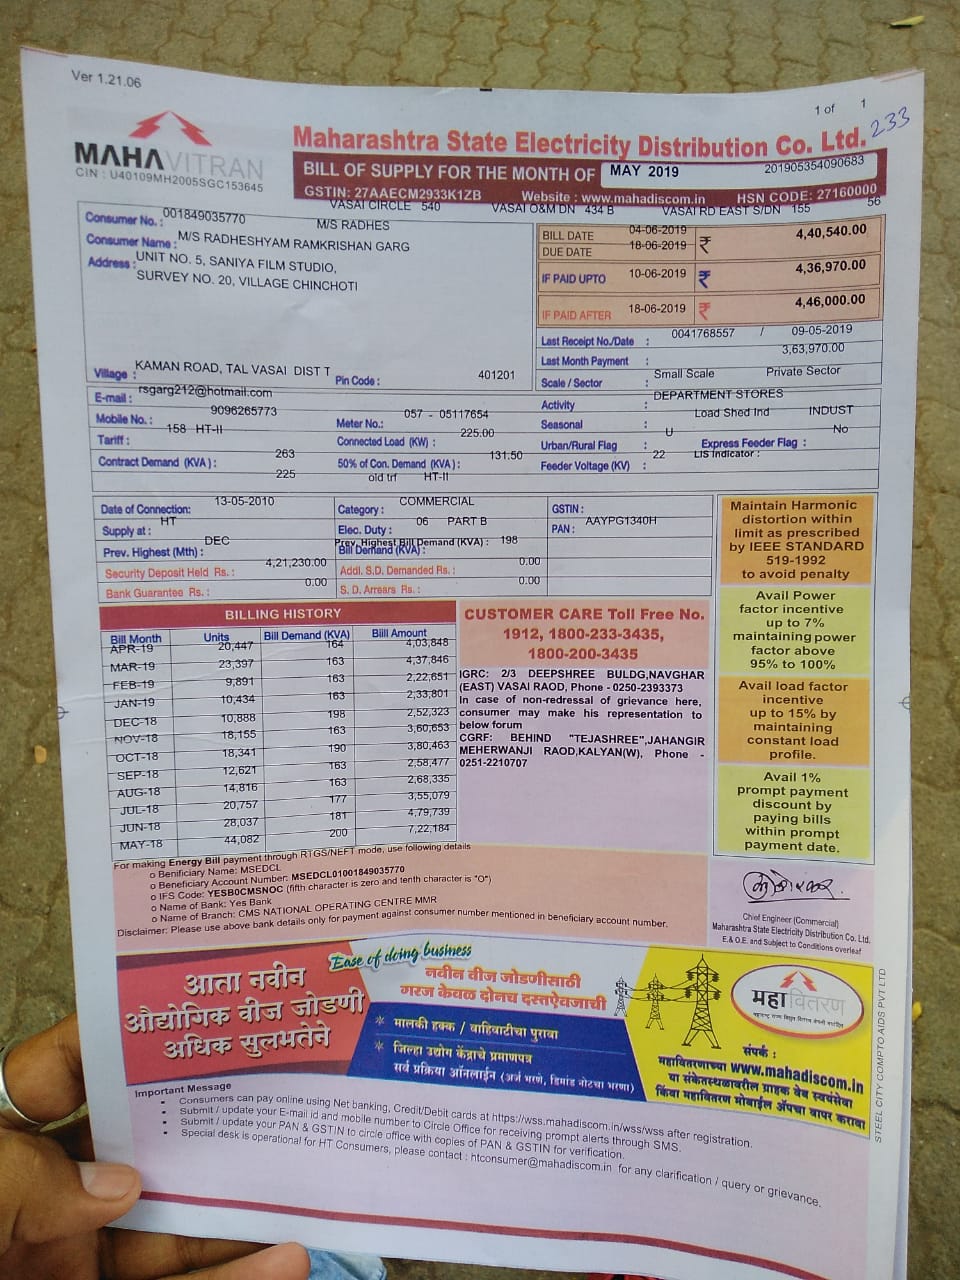 Ver 1.21.06
1 of 1
233
MAHAVITRAN
CIN : U40109MH2005SGC153645
Maharashtra State Electricity Distribution Co. Ltd.
BILL OF SUPPLY FOR THE MONTH OF MAY 2019 201905354090683
GSTIN: 27AAECM2933K1ZB Website : www.mahadiscom.in HSN CODE: 27160000
VASAI CIRCLE 540 VASAI O&M DN 434 B VASAI RD EAST S/DN 155 56
Consumer No. : 001849035770 M/S RADHES
Consumer Name : M/S RADHESHYAM RAMKRISHAN GARG
Address : UNIT NO. 5, SANIYA FILM STUDIO,
SURVEY NO. 20, VILLAGE CHINCHOTI
Village : KAMAN ROAD, TAL VASAI DIST T Pin Code : 401201
E-mail : rsgarg212@hotmail.com
Mobile No. : 9096265773 Meter No.: 057 - 05117654
Tariff : 158 HT-II Connected Load (KW) : 225.00
Contract Demand (KVA) : 263 50% of Con. Demand (KVA) : 131.50
225 old trf HT-II
BILL DATE 04-06-2019 ₹ 4,40,540.00
DUE DATE 18-06-2019
IF PAID UPTO 10-06-2019 ₹ 4,36,970.00
IF PAID AFTER 18-06-2019 ₹ 4,46,000.00
Last Receipt No./Date : 0041768557 / 09-05-2019
Last Month Payment : 3,63,970.00
Scale / Sector : Small Scale Private Sector
Activity : DEPARTMENT STORES
Seasonal : Load Shed Ind INDUST
Urban/Rural Flag : U Express Feeder Flag : No
Feeder Voltage (KV) : 22 LIS Indicator :
Date of Connection: 13-05-2010 Category: COMMERCIAL GSTIN :
Supply at : HT Elec. Duty : 06 PART B PAN : AAYPG1340H
Prev. Highest (Mth) : DEC Prev. Highest Bill Demand (KVA) : 198
Bill Demand (KVA):
Security Deposit Held Rs. : 4,21,230.00 Addl. S.D. Demanded Rs. : 0.00
Bank Guarantee Rs. : 0.00 S. D. Arrears Rs. : 0.00
BILLING HISTORY
Bill Month Units Bill Demand (KVA) Bill Amount
APR-19 20,447 164 4,03,848
MAR-19 23,397 163 4,37,846
FEB-19 9,891 163 2,22,651
JAN-19 10,434 163 2,33,801
DEC-18 10,888 198 2,52,323
NOV-18 18,155 163 3,60,653
OCT-18 18,341 190 3,80,463
SEP-18 12,621 163 2,58,477
AUG-18 14,816 163 2,68,335
JUL-18 20,757 177 3,55,079
JUN-18 28,037 181 4,79,739
MAY-18 44,082 200 7,22,184
CUSTOMER CARE Toll Free No.
1912, 1800-233-3435,
1800-200-3435
IGRC: 2/3 DEEPSHREE BULDG,NAVGHAR
(EAST) VASAI RAOD, Phone - 0250-2393373
In case of non-redressal of grievance here,
consumer may make his representation to
below forum
CGRF: BEHIND "TEJASHREE",JAHANGIR
MEHERWANJI RAOD,KALYAN(W), Phone -
0251-2210707
Maintain Harmonic
distortion within
limit as prescribed
by IEEE STANDARD
519-1992
to avoid penalty
Avail Power
factor incentive
up to 7%
maintaining power
factor above
95% to 100%
Avail load factor
incentive
up to 15% by
maintaining
constant load
profile.
Avail 1%
prompt payment
discount by
paying bills
within prompt
payment date.
For making Energy Bill payment through RTGS/NEFT mode, use following details
o Benificiary Name: MSEDCL
o Beneficiary Account Number: MSEDCL01001849035770
o IFS Code: YESB0CMSNOC (fifth character is zero and tenth character is "O")
o Name of Bank: Yes Bank
o Name of Branch: CMS NATIONAL OPERATING CENTRE MMR
Disclaimer: Please use above bank details only for payment against consumer number mentioned in beneficiary account number.
Chief Engineer (Commercial)
Maharashtra State Electricity Distribution Co. Ltd.
E.& O.E. and Subject to Conditions overleaf
आता नवीन
औद्योगिक वीज जोडणी
अधिक सुलभतेने
Ease of doing business
नवीन वीज जोडणीसाठी
गरज केवळ दोनच दस्तऐवजाची
मालकी हक्क / वाहिवाटीचा पुरावा
जिल्हा उद्योग केंद्राचे प्रमाणपत्र
सर्व प्रक्रिया ऑनलाईन (अर्ज भरणे, डिमांड नोटचा भरणा)
महावितरण
महाराष्ट्र राज्य विद्युत वितरण कंपनी मर्यादित
संपर्क :
महावितरणाच्या www.mahadiscom.in
या संकेतस्थळावरील ग्राहक वेब स्वयंसेवा
किंवा महावितरण मोबाईल ॲपचा वापर करावा
STEEL CITY COMPTO AIDS PVT LTD
Important Message
• Consumers can pay online using Net banking, Credit/Debit cards at https://wss.mahadiscom.in/wss/wss after registration.
• Submit / update your E-mail id and mobile number to Circle Office for receiving prompt alerts through SMS.
• Submit / update your PAN & GSTIN to circle office with copies of PAN & GSTIN for verification.
• Special desk is operational for HT Consumers, please contact : htconsumer@mahadiscom.in for any clarification / query or grievance.